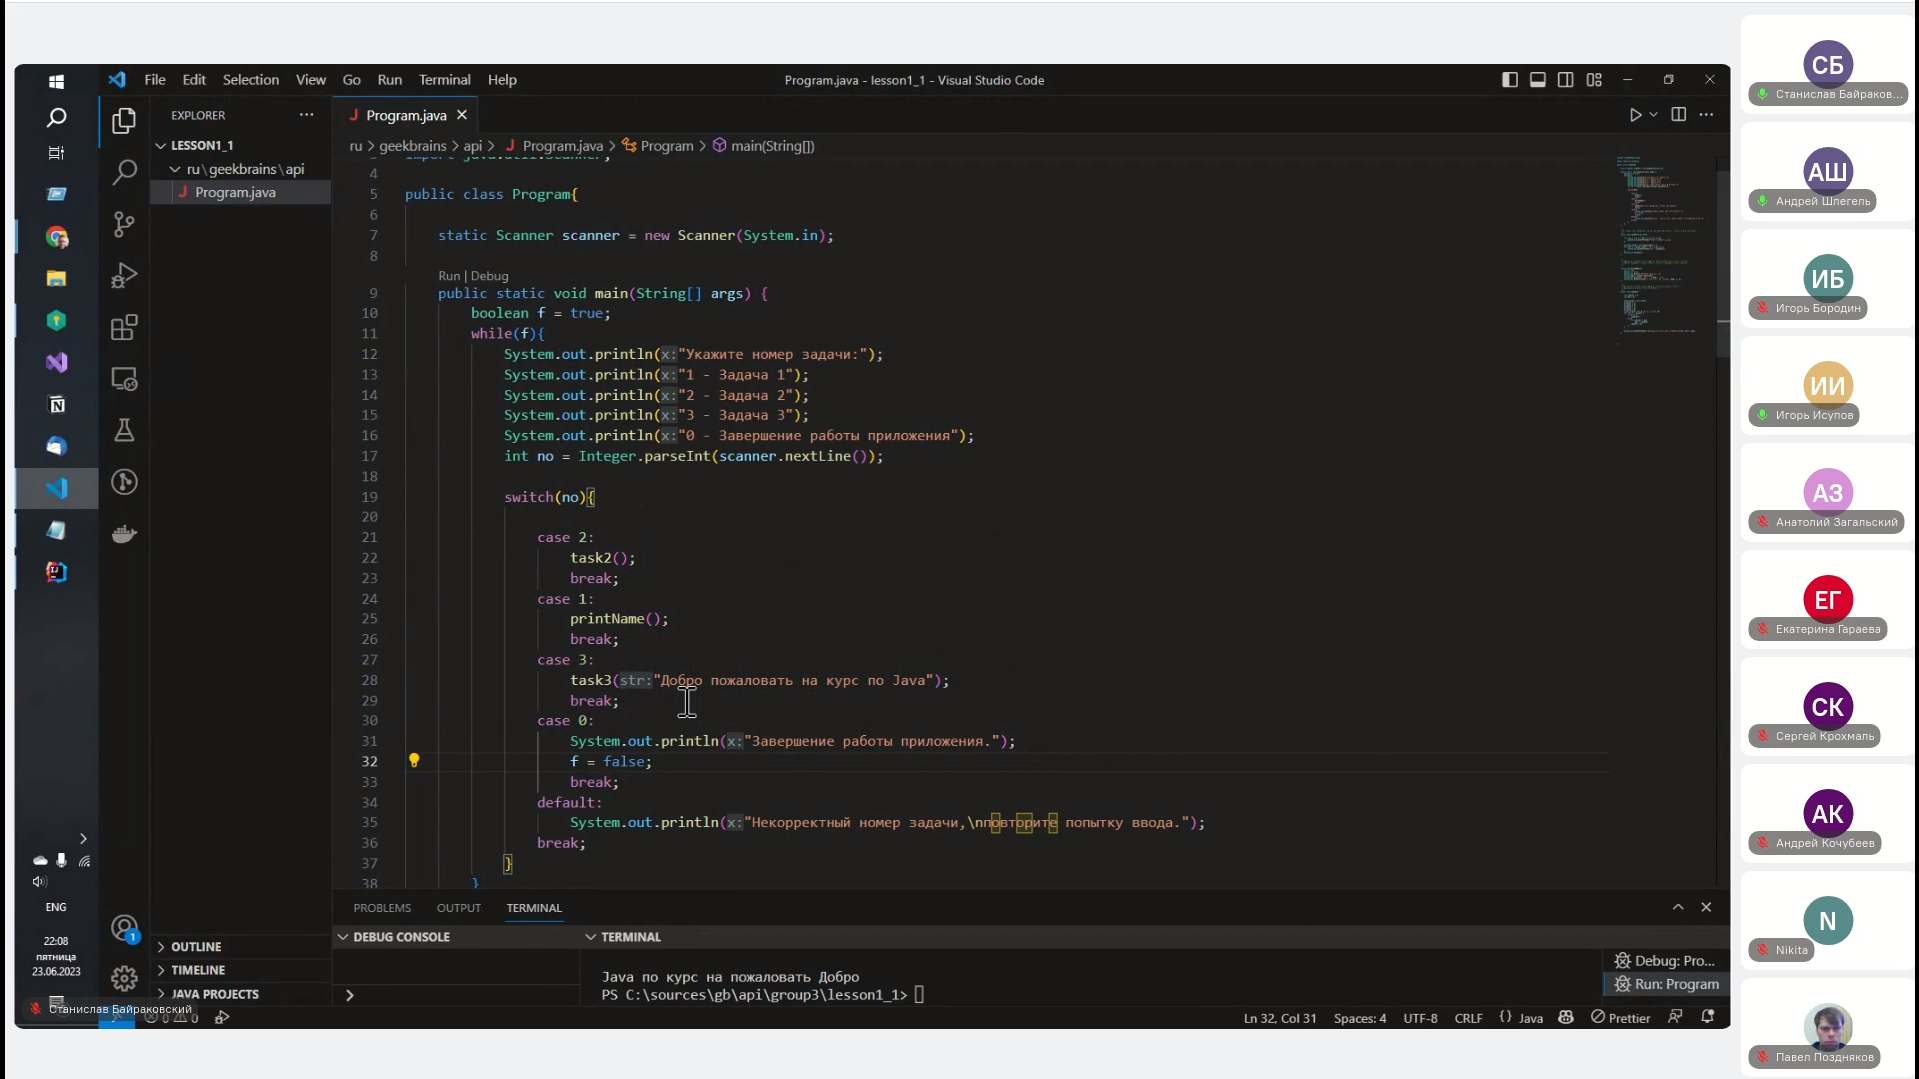 File Edit Selection View Go Run Terminal Help
Program.java - lesson1_1 - Visual Studio Code
EXPLORER
LESSON1_1
ru\geekbrains\api
Program.java
OUTLINE
TIMELINE
JAVA PROJECTS
Program.java
ru > geekbrains > api > Program.java > Program > main(String[])
4
5 public class Program{
6
7 static Scanner scanner = new Scanner(System.in);
8
Run | Debug
9 public static void main(String[] args) {
10 boolean f = true;
11 while(f){
12 System.out.println(x:"Укажите номер задачи:");
13 System.out.println(x:"1 - Задача 1");
14 System.out.println(x:"2 - Задача 2");
15 System.out.println(x:"3 - Задача 3");
16 System.out.println(x:"0 - Завершение работы приложения");
17 int no = Integer.parseInt(scanner.nextLine());
18
19 switch(no){
20
21 case 2:
22 task2();
23 break;
24 case 1:
25 printName();
26 break;
27 case 3:
28 task3(str:"Добро пожаловать на курс по Java");
29 break;
30 case 0:
31 System.out.println(x:"Завершение работы приложения.");
32 f = false;
33 break;
34 default:
35 System.out.println(x:"Некорректный номер задачи,\nповторите попытку ввода.");
36 break;
37 }
38 }
PROBLEMS OUTPUT TERMINAL
DEBUG CONSOLE
TERMINAL
Java по курс на пожаловать Добро
PS C:\sources\gb\api\group3\lesson1_1>
Debug: Pro...
Run: Program
Ln 32, Col 31 Spaces: 4 UTF-8 CRLF {} Java Prettier
ENG
22:08
пятница
23.06.2023
1
Станислав Байраковский
0 0
СБ
Станислав Байраков...
АШ
Андрей Шлегель
ИБ
Игорь Бородин
ИИ
Игорь Исупов
АЗ
Анатолий Загальский
ЕГ
Екатерина Гараева
СК
Сергей Крохмаль
АК
Андрей Кочубеев
N
Nikita
Павел Поздняков